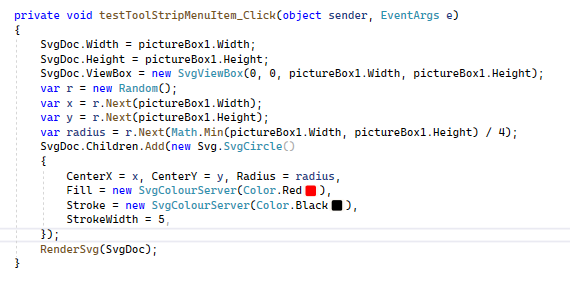 private void testToolStripMenuItem_Click(object sender, EventArgs e)
{
SvgDoc.Width = pictureBox1.Width;
SvgDoc.Height = pictureBox1.Height;
SvgDoc.ViewBox = new SvgViewBox(0, 0, pictureBox1.Width, pictureBox1.Height);
var r = new Random();
var x = r.Next(pictureBox1.Width);
var y = r.Next(pictureBox1.Height);
var radius = r.Next(Math.Min(pictureBox1.Width, pictureBox1.Height) / 4);
SvgDoc.Children.Add(new Svg.SvgCircle()
{
CenterX = x, CenterY = y, Radius = radius,
Fill = new SvgColourServer(Color.Red),
Stroke = new SvgColourServer(Color.Black),
StrokeWidth = 5,
});
RenderSvg(SvgDoc);
}